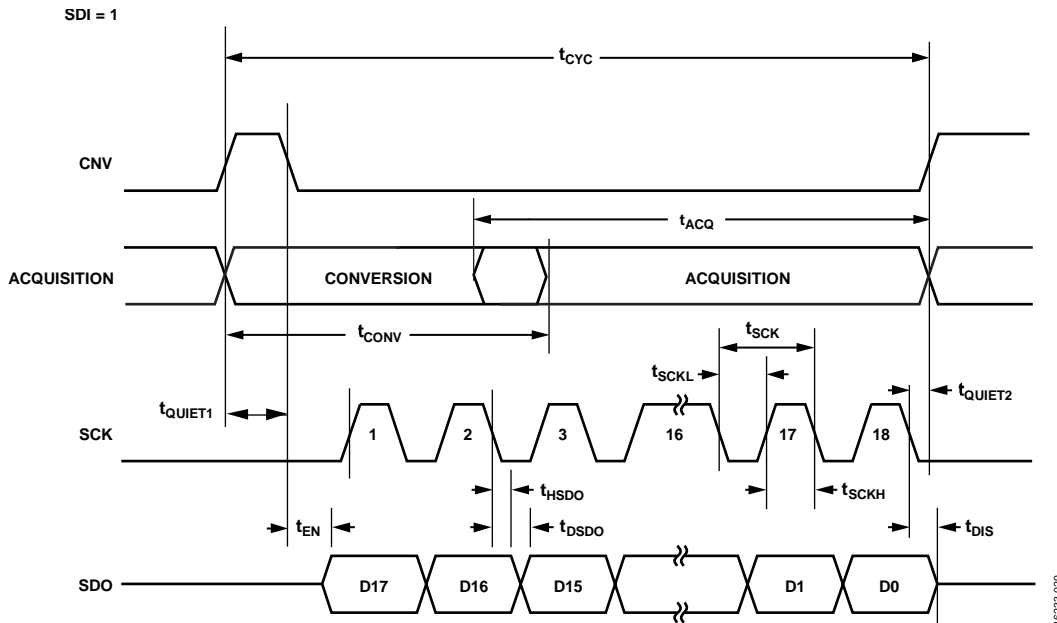 SDI = 1
tCYC
CNV
tACQ
ACQUISITION
CONVERSION
ACQUISITION
tCONV
tSCK
tSCKL
tQUIET1
tQUIET2
SCK
1
2
3
16
17
18
tHSDO
tSCKH
tEN
tDSDO
tDIS
SDO
D17
D16
D15
D1
D0